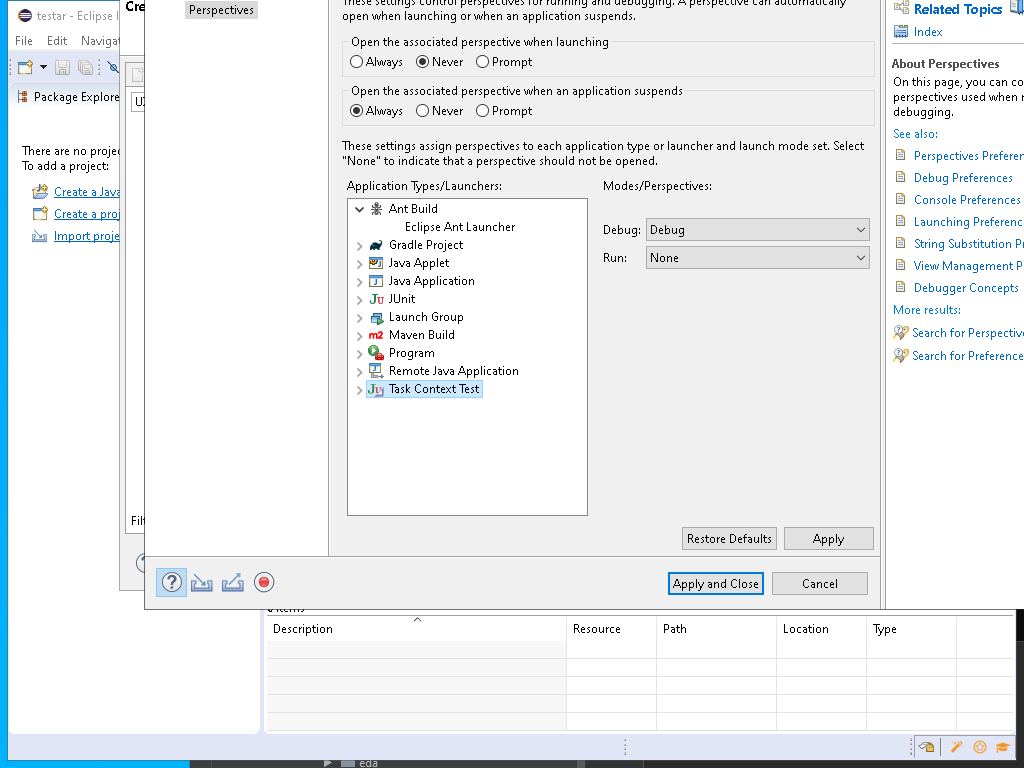 testar - Eclipse I
Cre
Perspectives
These settings control perspectives for running and debugging. A perspective can automatically
open when launching or when an application suspends.
Related Topics
File Edit Navigat
Index
Open the associated perspective when launching
Always Never Prompt
About Perspectives
On this page, you can co
perspectives used when r
debugging.
Package Explore
Open the associated perspective when an application suspends
Always Never Prompt
See also:
There are no projec
To add a project:
These settings assign perspectives to each application type or launcher and launch mode set. Select
"None" to indicate that a perspective should not be opened.
Perspectives Preferen
Debug Preferences
Create a Java
Application Types/Launchers:
Modes/Perspectives:
Console Preferences
Create a proj
Ant Build
Launching Preferenc
Import proje
Eclipse Ant Launcher
Debug: Debug
Gradle Project
String Substitution Pr
Java Applet
Run: None
View Management P
Java Application
Debugger Concepts
JUnit
More results:
Launch Group
Maven Build
Search for Perspective
Program
Search for Preference
Remote Java Application
Task Context Test
Filt
Restore Defaults Apply
Apply and Close Cancel
0 items
Description Resource Path Location Type
eda